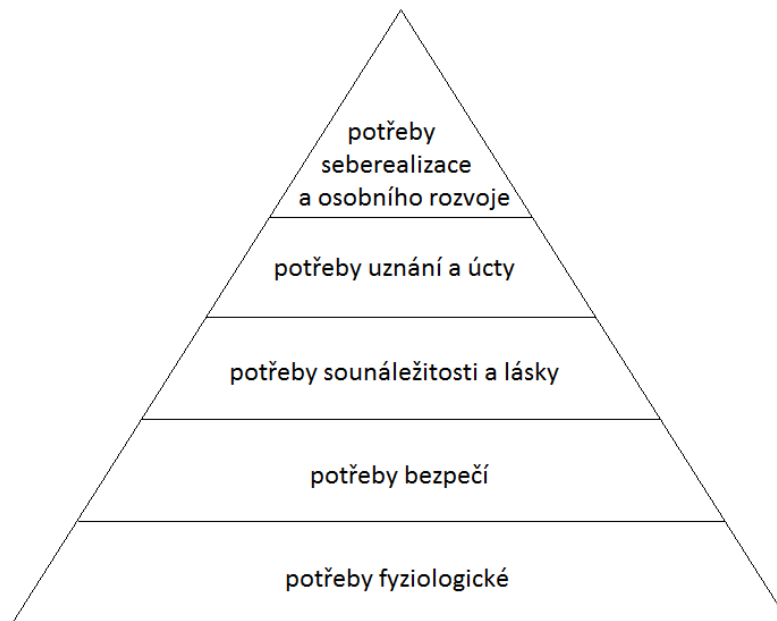 potřeby
seberealizace
a osobního rozvoje
potřeby uznání a úcty
potřeby sounáležitosti a lásky
potřeby bezpečí
potřeby fyziologické